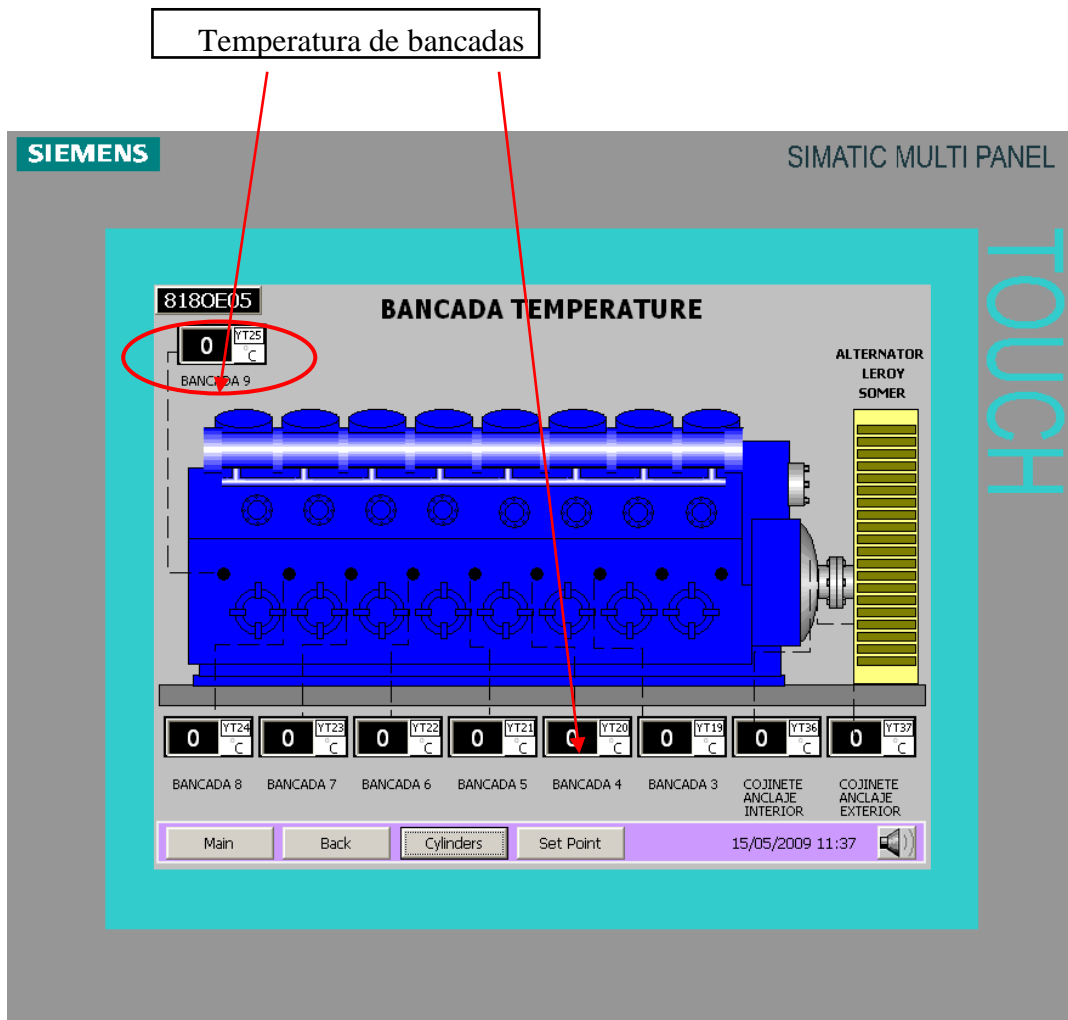 Temperatura de bancadas
SIEMENS
SIMATIC MULTI PANEL
TOUCH
8180E05
BANCADA TEMPERATURE
0 YT25 °C
BANCADA 9
ALTERNATOR
LEROY
SOMER
0 YT24 °C 0 YT23 °C 0 YT22 °C 0 YT21 °C 0 YT20 °C 0 YT19 °C 0 YT36 °C 0 YT37 °C
BANCADA 8 BANCADA 7 BANCADA 6 BANCADA 5 BANCADA 4 BANCADA 3 COJINETE COJINETE
ANCLAJE ANCLAJE
INTERIOR EXTERIOR
Main Back Cylinders Set Point 15/05/2009 11:37